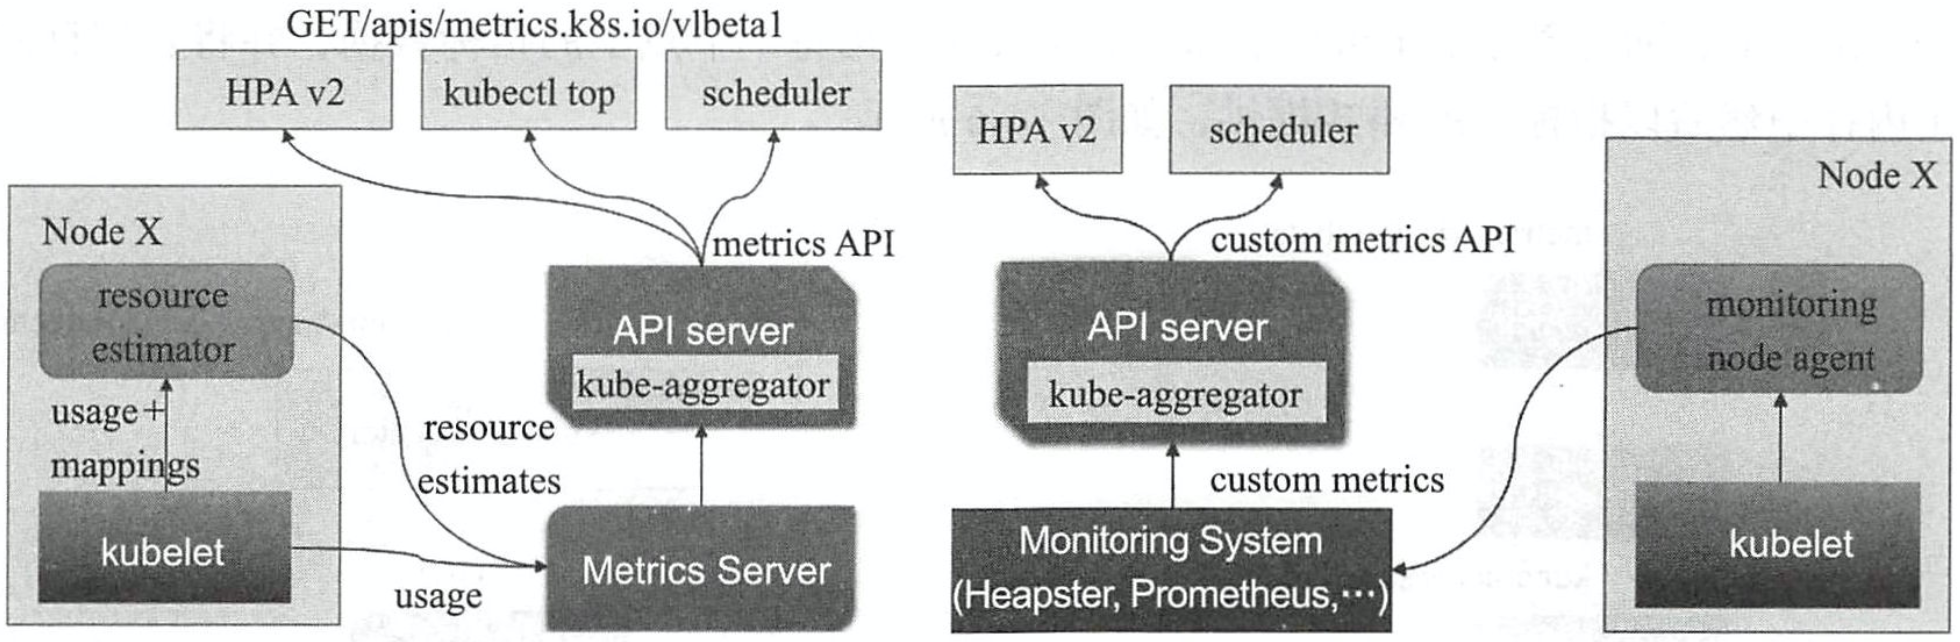 GET/apis/metrics.k8s.io/vlbeta1
HPA v2
kubectl top
scheduler
Node X
resource
estimator
usage+
mappings
kubelet
resource
estimates
usage
metrics API
API server
kube-aggregator
Metrics Server
HPA v2
scheduler
custom metrics API
API server
kube-aggregator
custom metrics
Monitoring System
(Heapster, Prometheus,···)
Node X
monitoring
node agent
kubelet